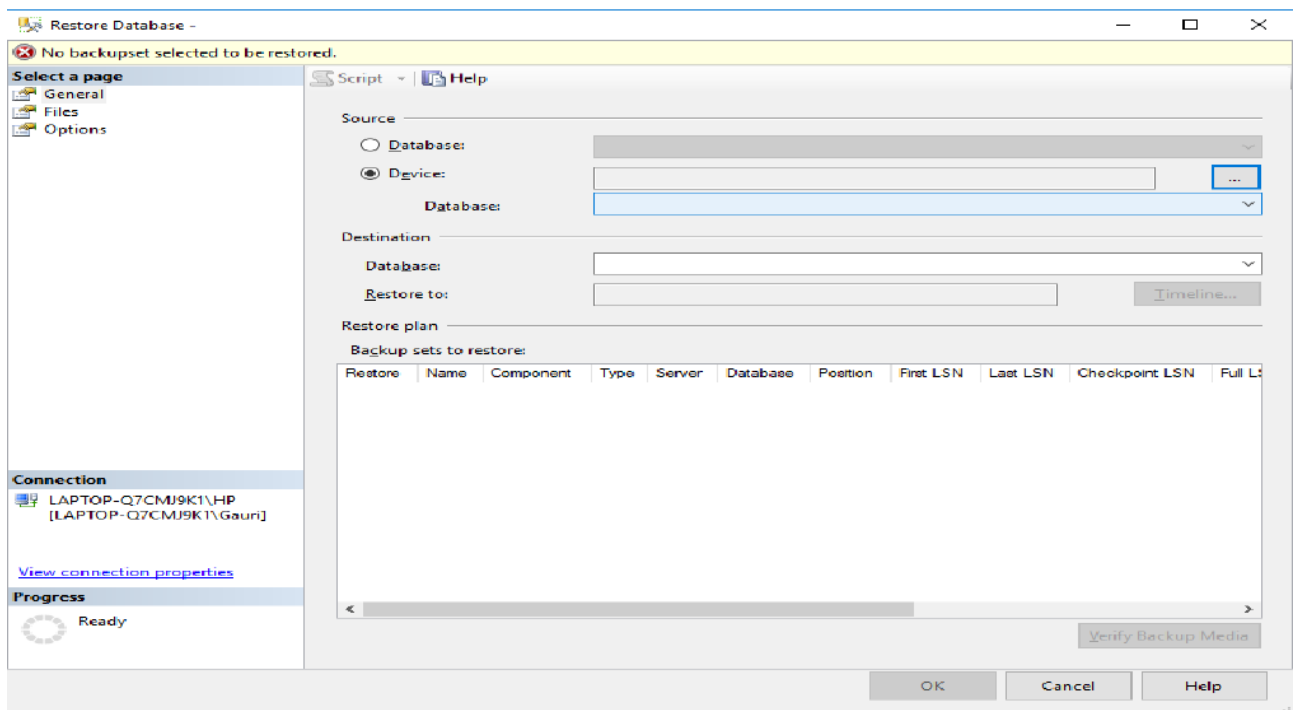 Restore Database -
No backupset selected to be restored.
Select a page
General
Files
Options
Script
Help
Source
Database:
Device:
...
Database:
Destination
Database:
Restore to:
Timeline...
Restore plan
Backup sets to restore:
Restore Name Component Type Server Database Position First LSN Last LSN Checkpoint LSN Full LS
Connection
LAPTOP-Q7CMJ9K1\HP
[LAPTOP-Q7CMJ9K1\Gauri]
View connection properties
Progress
Ready
Verify Backup Media
OK Cancel Help